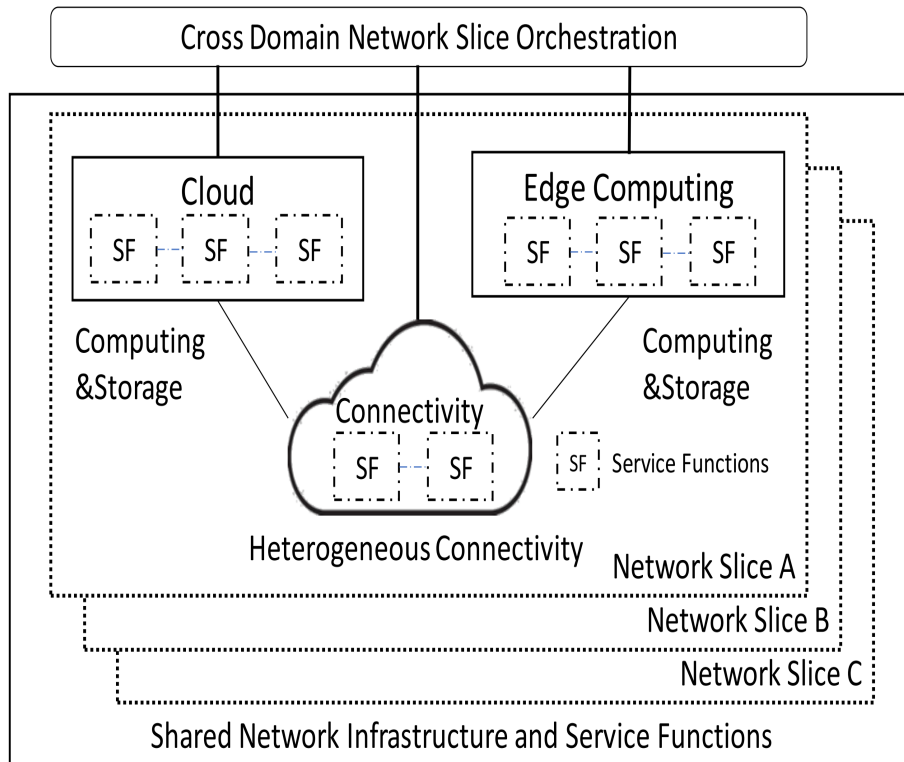 Cross Domain Network Slice Orchestration
Cloud
SF SF SF
Edge Computing
SF SF SF
Computing
&Storage
Computing
&Storage
Connectivity
SF SF
SF Service Functions
Heterogeneous Connectivity
Network Slice A
Network Slice B
Network Slice C
Shared Network Infrastructure and Service Functions